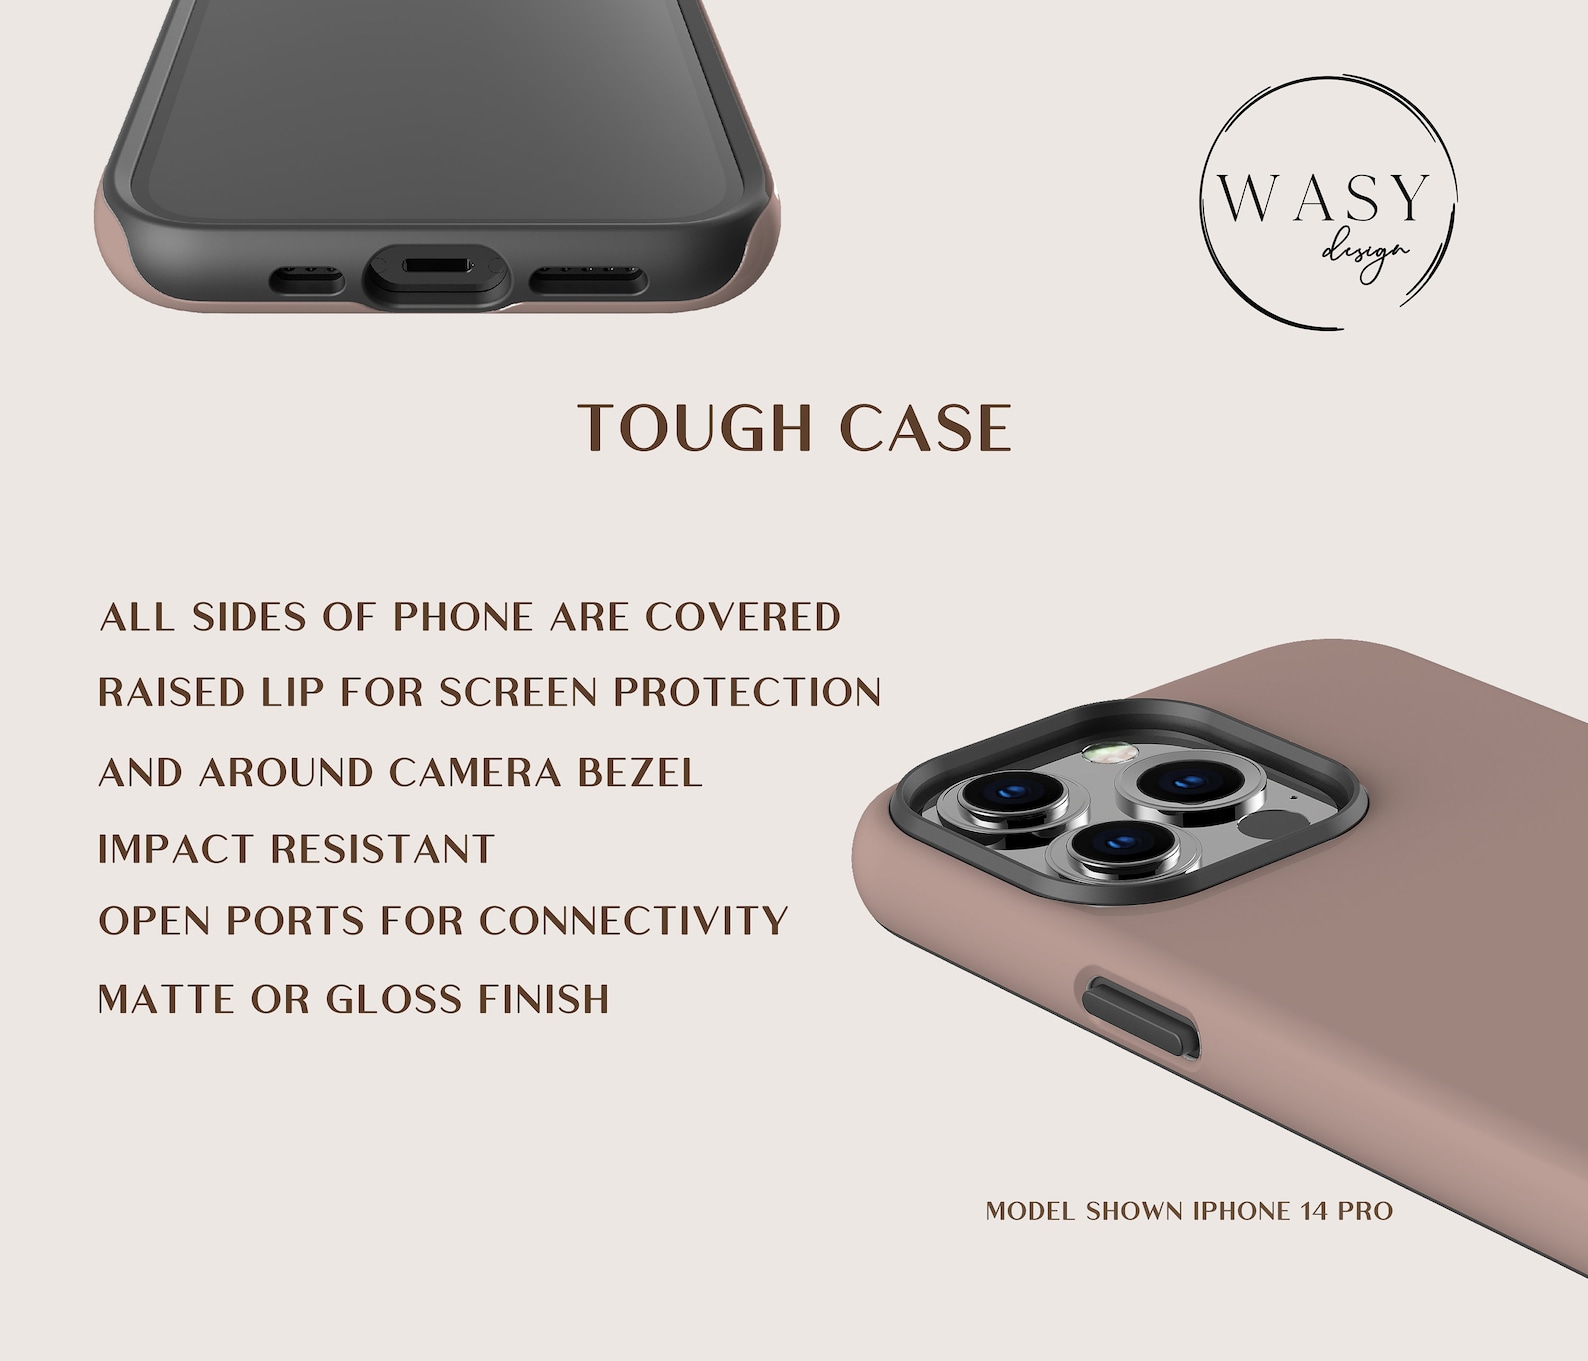 WASY
design
TOUGH CASE
ALL SIDES OF PHONE ARE COVERED
RAISED LIP FOR SCREEN PROTECTION
AND AROUND CAMERA BEZEL
IMPACT RESISTANT
OPEN PORTS FOR CONNECTIVITY
MATTE OR GLOSS FINISH
MODEL SHOWN IPHONE 14 PRO